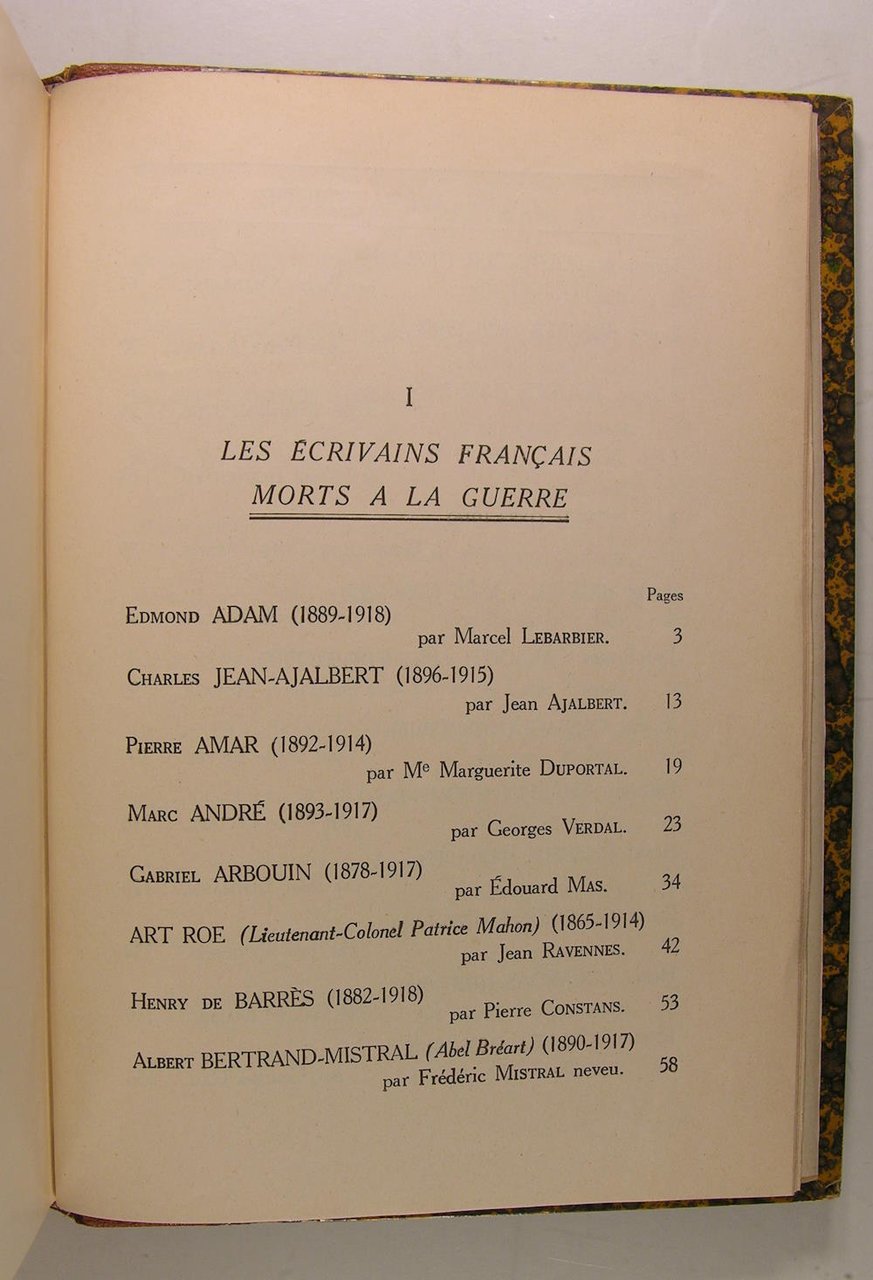 I
LES ÉCRIVAINS FRANÇAIS
MORTS A LA GUERRE
Pages
EDMOND ADAM (1889-1918)
par Marcel LEBARBIER. 3
CHARLES JEAN-AJALBERT (1896-1915)
par Jean AJALBERT. 13
PIERRE AMAR (1892-1914)
par Me Marguerite DUPORTAL. 19
MARC ANDRÉ (1893-1917)
par Georges VERDAL. 23
GABRIEL ARBOUIN (1878-1917)
par Édouard MAS. 34
ART ROE (Lieutenant-Colonel Patrice Mahon) (1865-1914)
par Jean RAVENNES. 42
HENRY DE BARRÈS (1882-1918)
par Pierre CONSTANS. 53
ALBERT BERTRAND-MISTRAL (Abel Bréart) (1890-1917)
par Frédéric MISTRAL neveu. 58